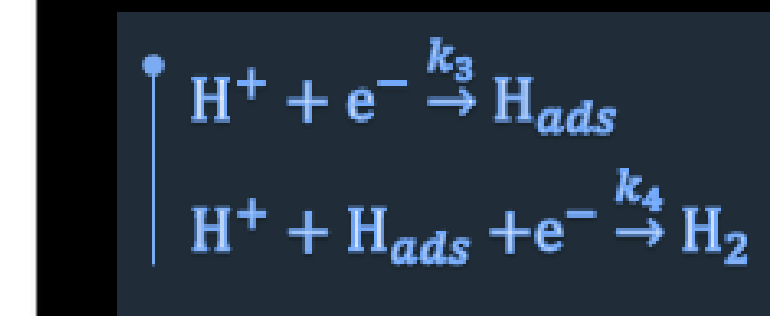 H⁺ + e⁻ →k₃ H_ads
H⁺ + H_ads +e⁻ →k₄ H₂